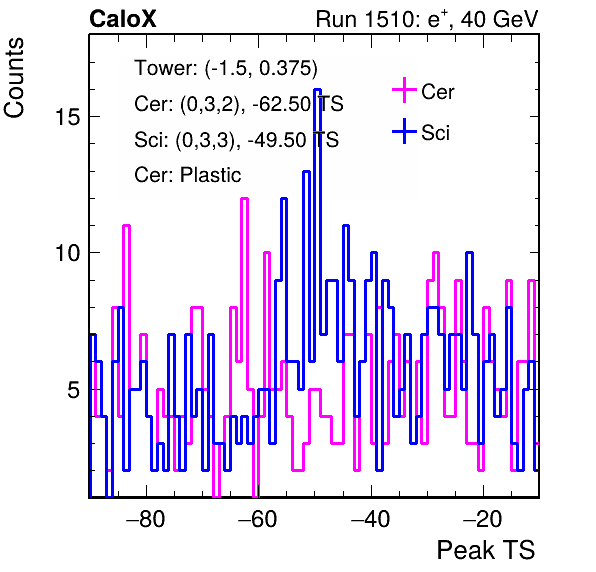 CaloX Run 1510: e⁺, 40 GeV
Counts
Tower: (-1.5, 0.375)
Cer: (0,3,2), -62.50 TS
Sci: (0,3,3), -49.50 TS
Cer: Plastic
Cer
Sci
15
10
5
−80 −60 −40 −20
Peak TS